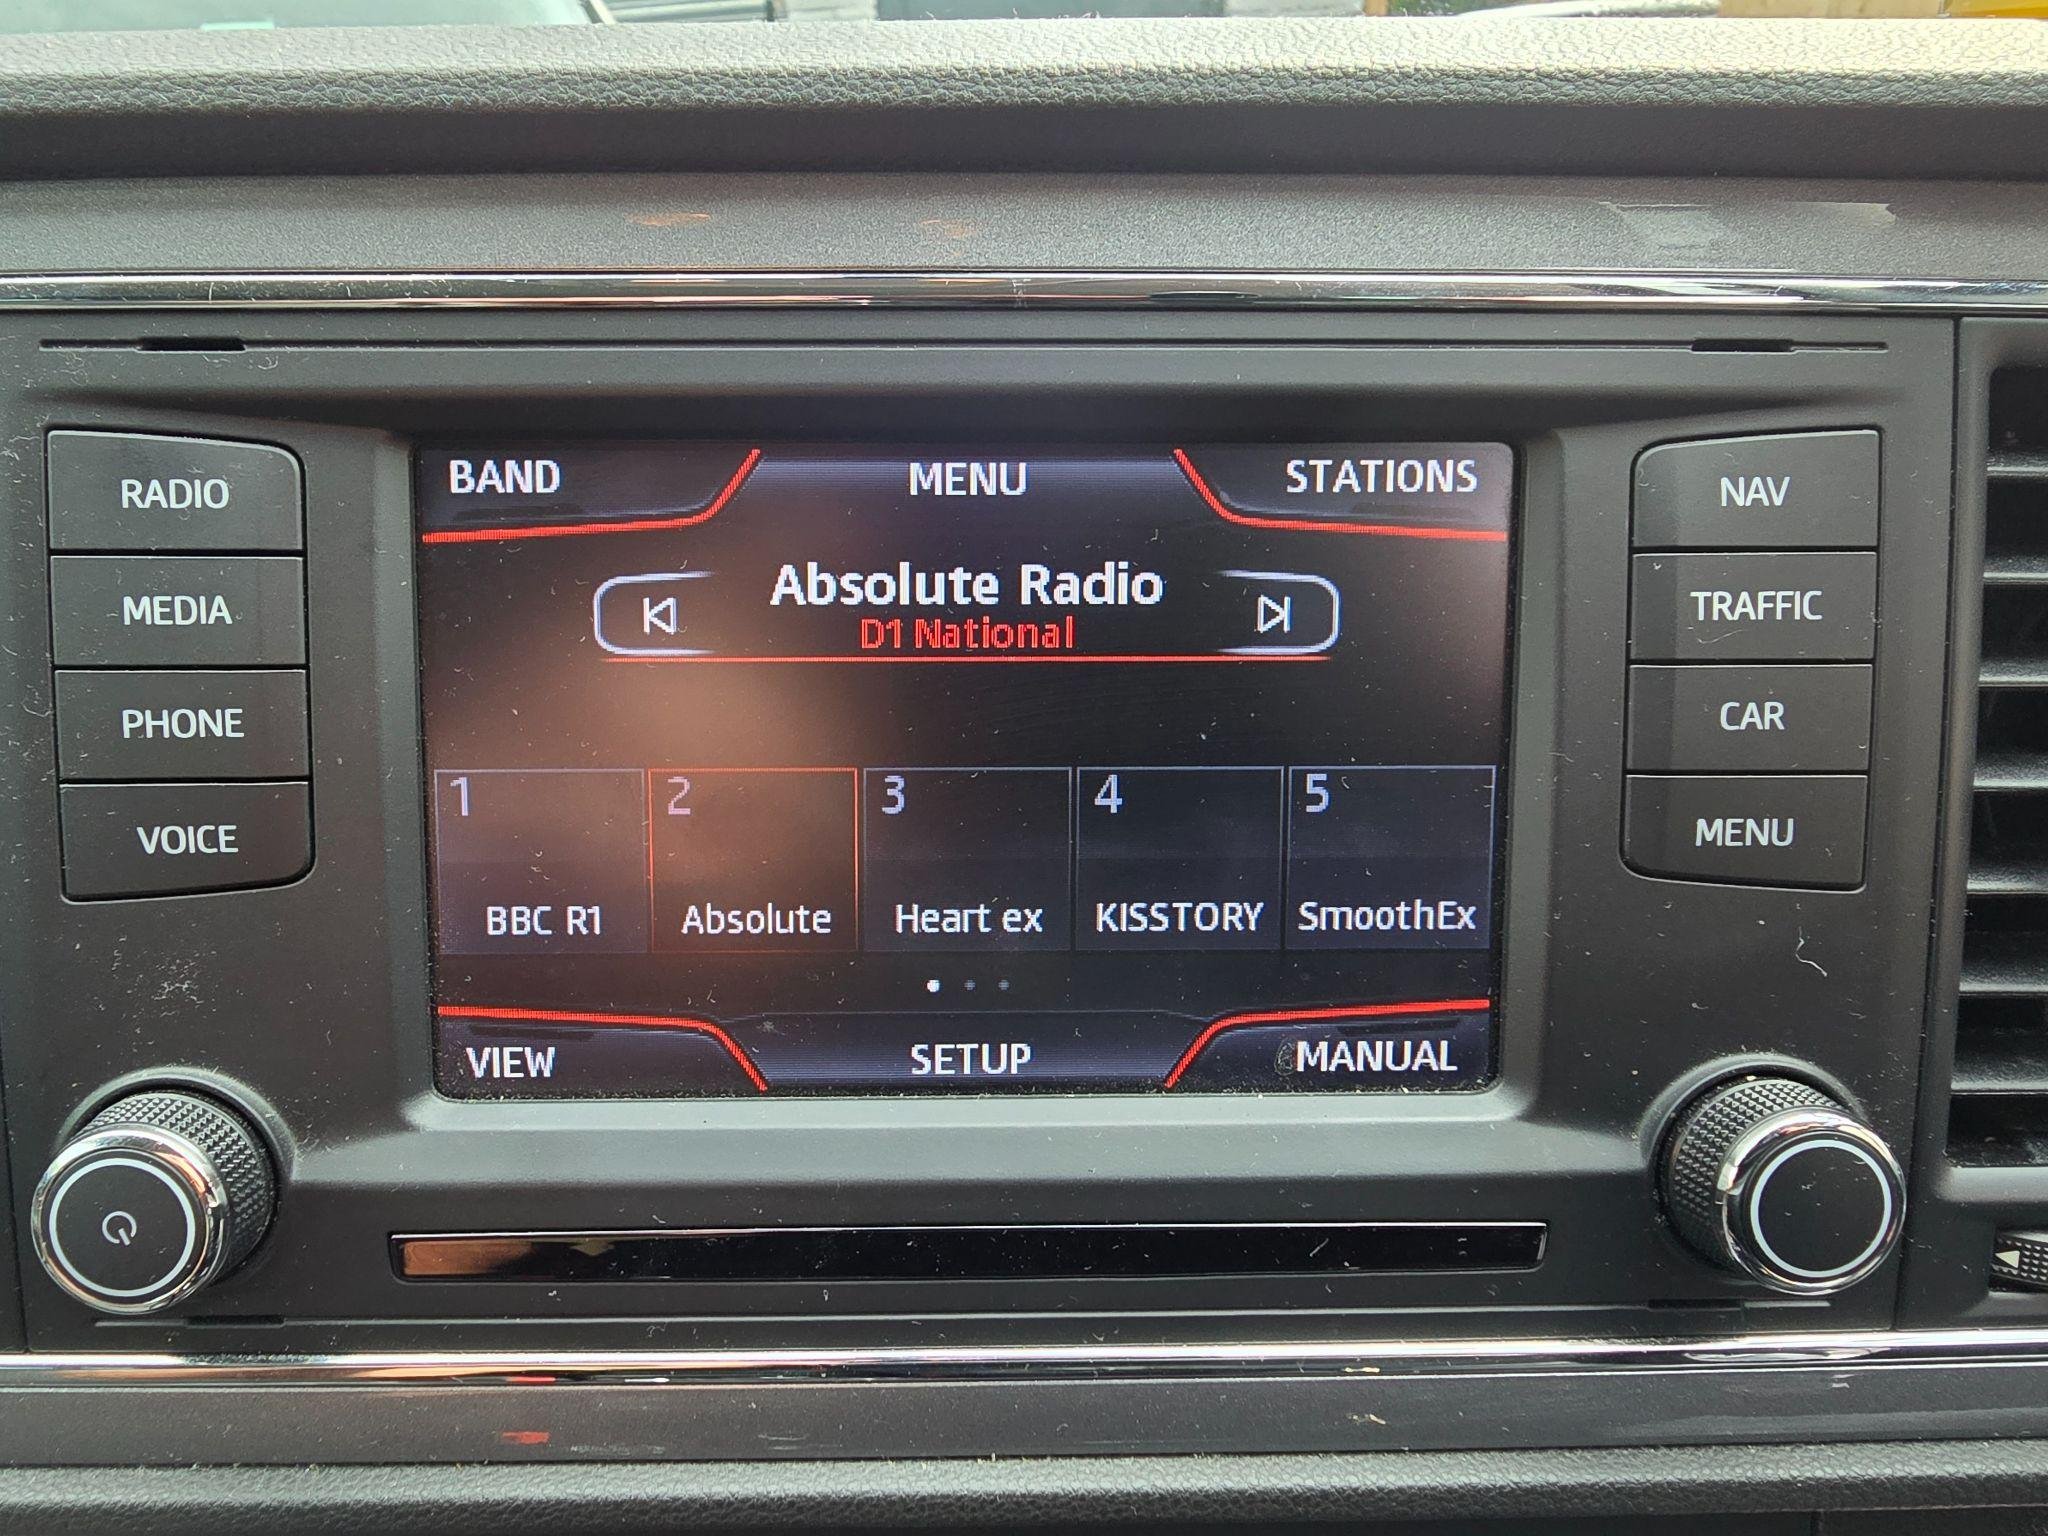 BAND MENU STATIONS
RADIO
NAV
Absolute Radio
D1 National
MEDIA
TRAFFIC
PHONE
CAR
1 2 3 4 5
VOICE
MENU
BBC R1 Absolute Heart ex KISSTORY SmoothEx
VIEW SETUP MANUAL